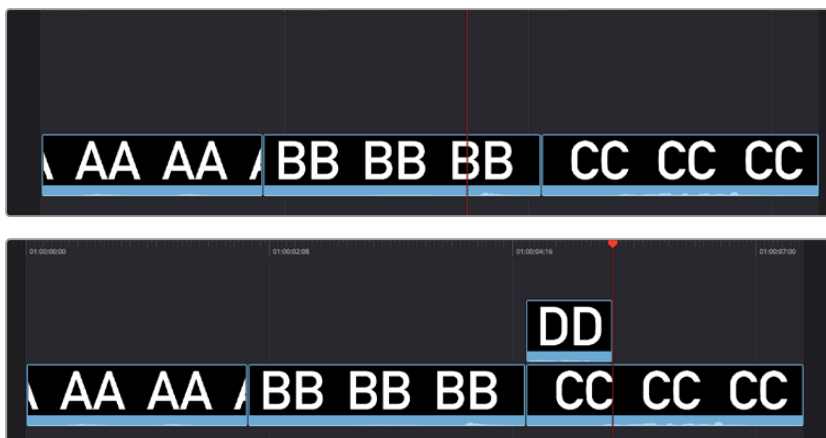 AA AA A BB BB BB CC CC CC
01:00:00:00 01:00:02:08 01:00:04:16 01:00:07:00
DD
AA AA A BB BB BB CC CC CC